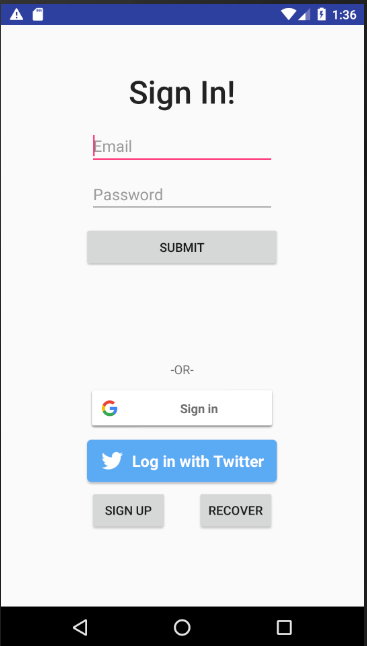 1:36
Sign In!
Email
Password
SUBMIT
-OR-
Sign in
Log in with Twitter
SIGN UP
RECOVER